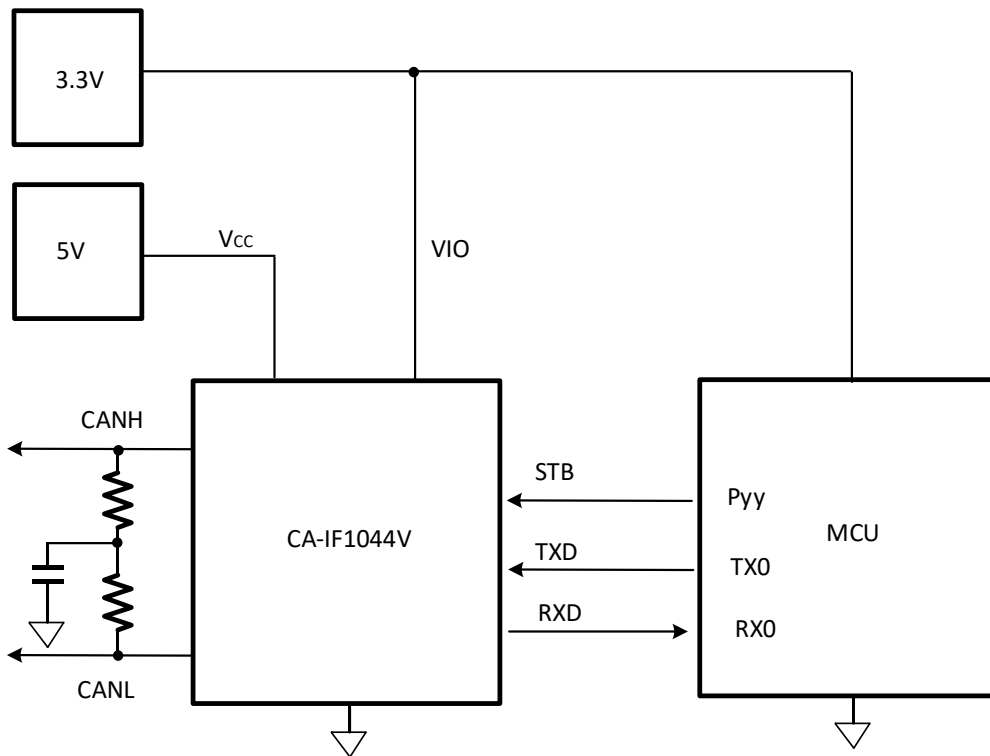 3.3V
5V
VCC
VIO
CANH
STB
Pyy
CA-IF1044V
MCU
TXD
TX0
RXD
RX0
CANL